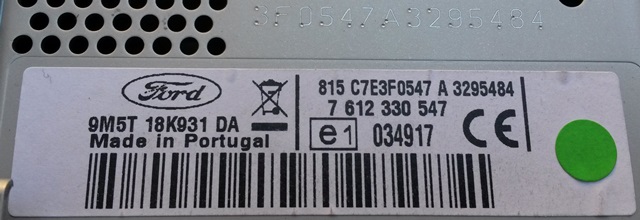 3F0547A3295484
Ford
815 C7E3F0547 A 3295484
7 612 330 547
9M5T 18K931 DA
e1 034917 CE
Made in Portugal